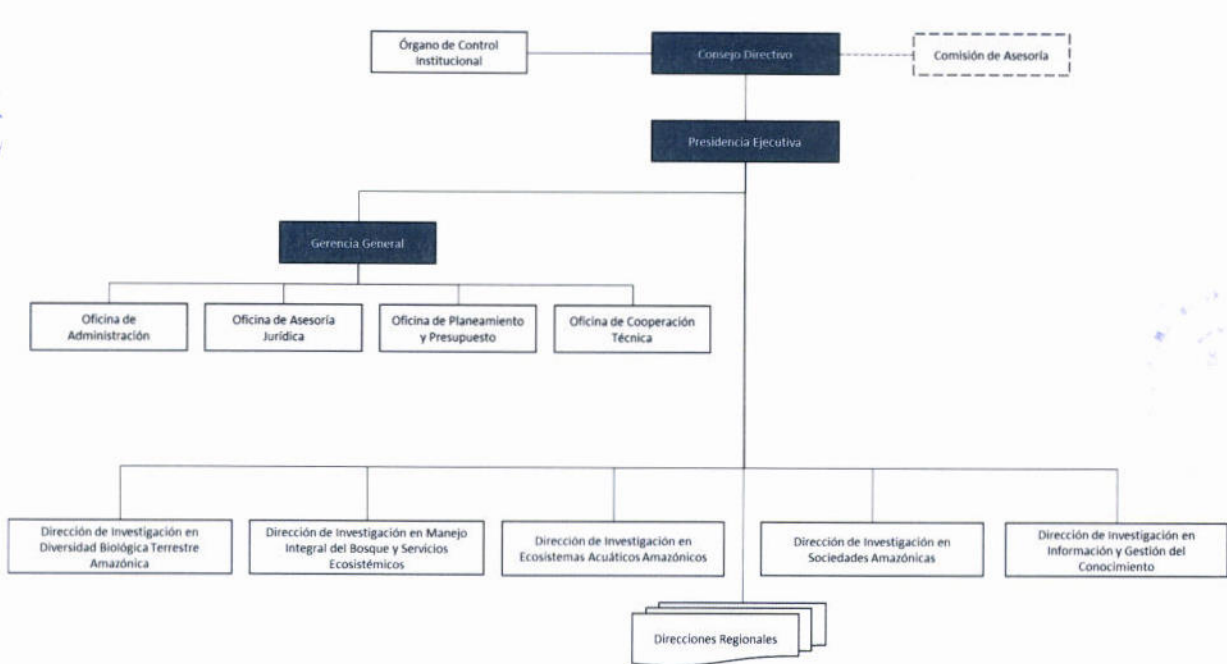 Órgano de Control
Institucional
Consejo Directivo
Comisión de Asesoría
Presidencia Ejecutiva
Gerencia General
Oficina de
Administración
Oficina de Asesoría
Jurídica
Oficina de Planeamiento
y Presupuesto
Oficina de Cooperación
Técnica
Dirección de Investigación en
Diversidad Biológica Terrestre
Amazónica
Dirección de Investigación en Manejo
Integral del Bosque y Servicios
Ecosistémicos
Dirección de Investigación en
Ecosistemas Acuáticos Amazónicos
Dirección de Investigación en
Sociedades Amazónicas
Dirección de Investigación en
Información y Gestión del
Conocimiento
Direcciones Regionales